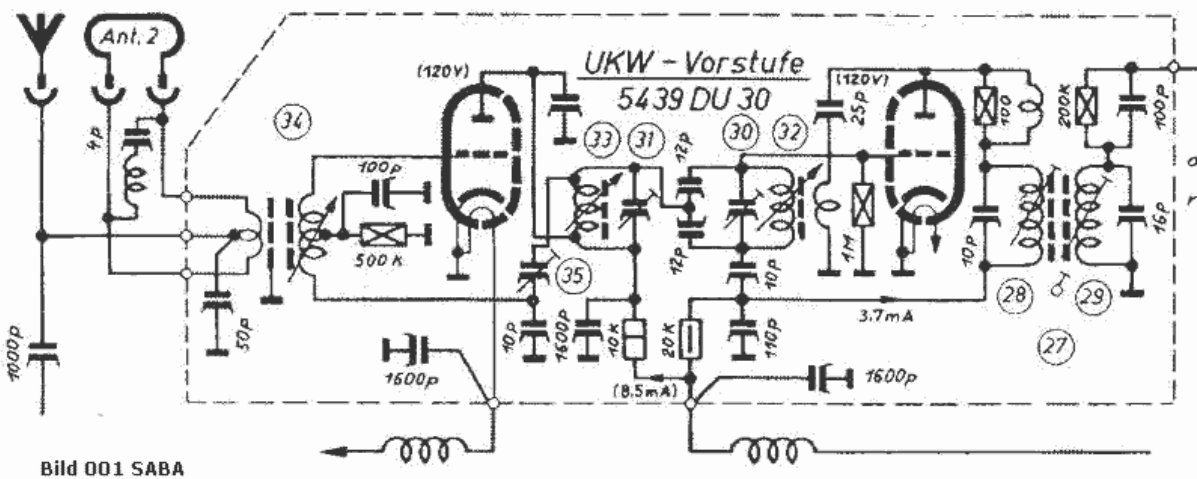 Ant. 2
UKW - Vorstufe
5439 DU 30
(120V)
(120V)
4p
34
33
31
30
32
12p
25p
100
200K
100p
100p
500K
35
12p
10p
1M
10p
16p
28
29
27
50p
1000p
10p
1600p
10K
20K
110p
3.7mA
1600p
(8.5mA)
1600p
Bild 001 SABA